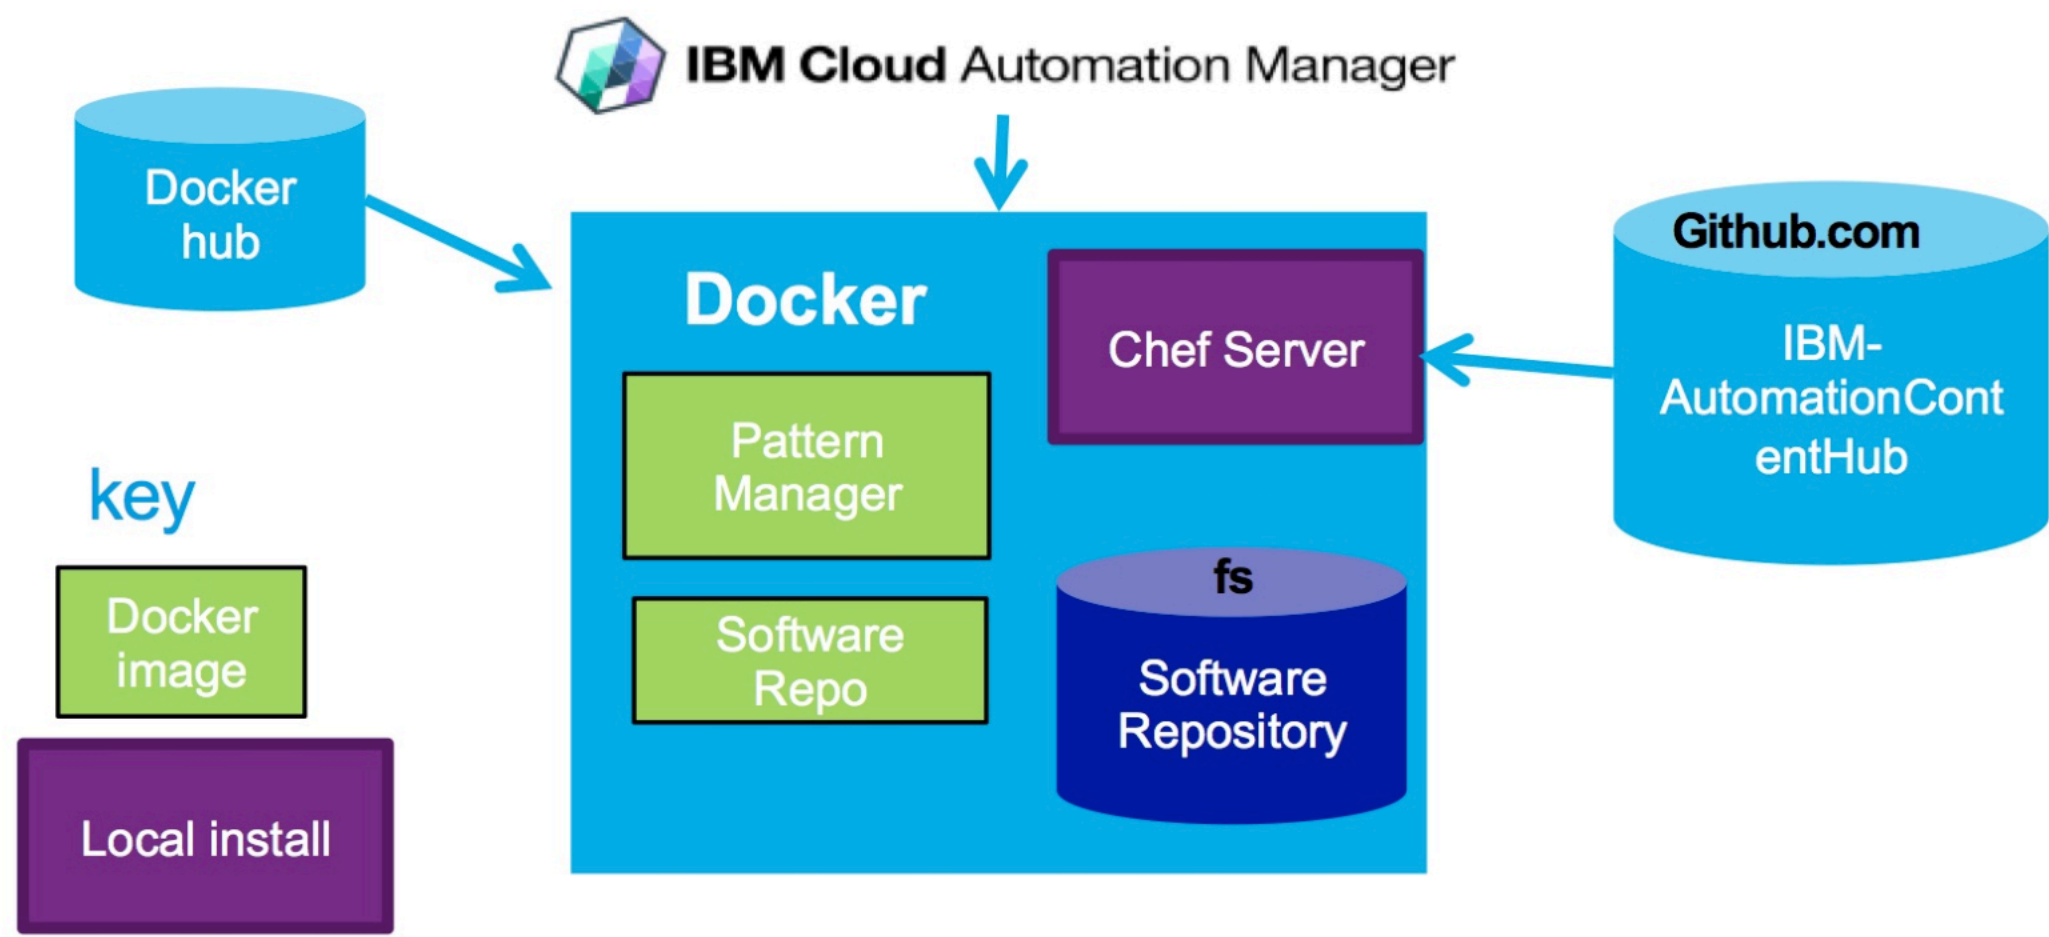 IBM Cloud Automation Manager
Docker
hub
Docker
Chef Server
Pattern
Manager
Software
Repo
fs
Software
Repository
Github.com
IBM-
AutomationCont
entHub
key
Docker
image
Local install